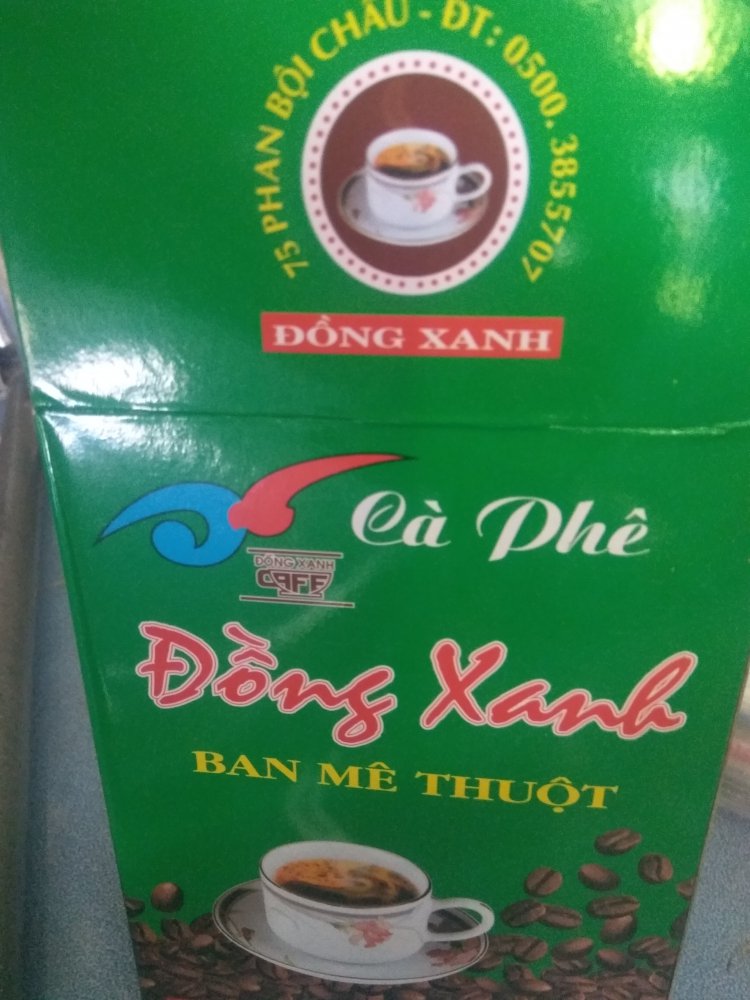 75 PHAN BỘI CHÂU - ĐT: 0500. 3855707
ĐỒNG XANH
Cà Phê
ĐỒNG XANH
CAFE
Đồng Xanh
BAN MÊ THUỘT